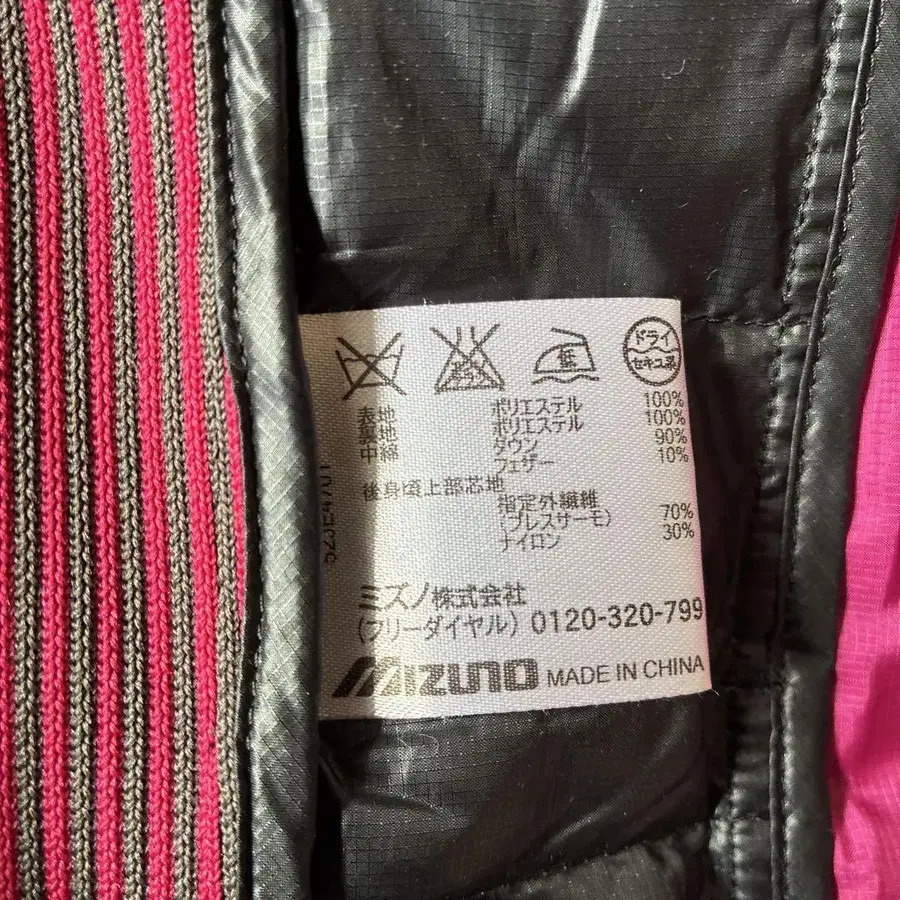 エンソ
低
ドライ
セキユ系
表地 ポリエステル 100%
裏地 ポリエステル 100%
中綿 ダウン 90%
フェザー 10%
後身頃上部芯地
指定外繊維
(ブレスサーモ) 70%
ナイロン 30%
ミズノ株式会社
(フリーダイヤル) 0120-320-799
MIZUNO MADE IN CHINA